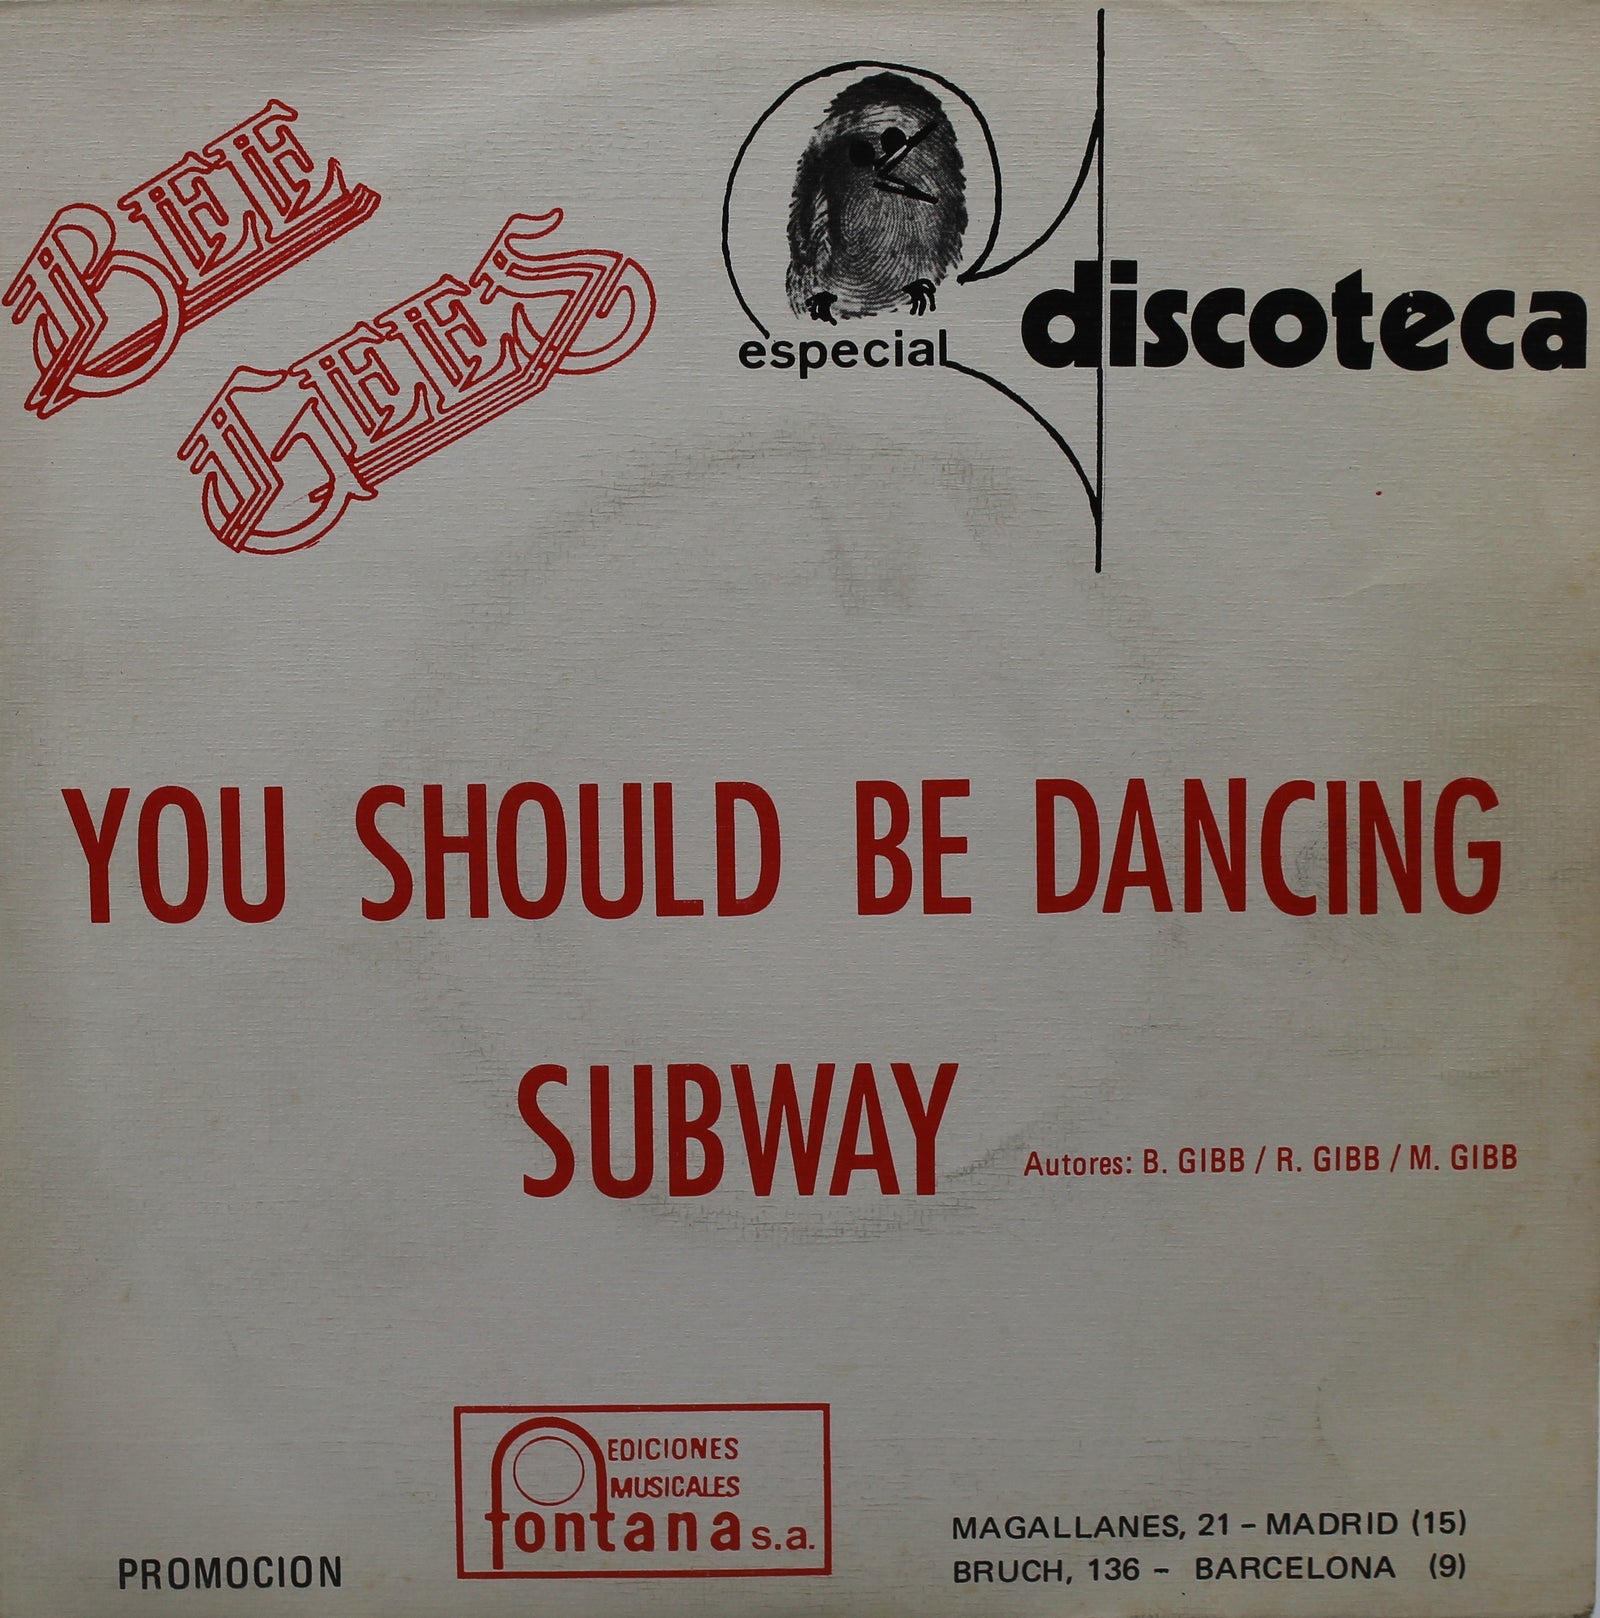 BEE
GEES
especial
discoteca
YOU SHOULD BE DANCING
SUBWAY
Autores: B. GIBB / R. GIBB / M. GIBB
EDICIONES
MUSICALES
fontana s.a.
PROMOCION
MAGALLANES, 21 – MADRID (15)
BRUCH, 136 – BARCELONA (9)